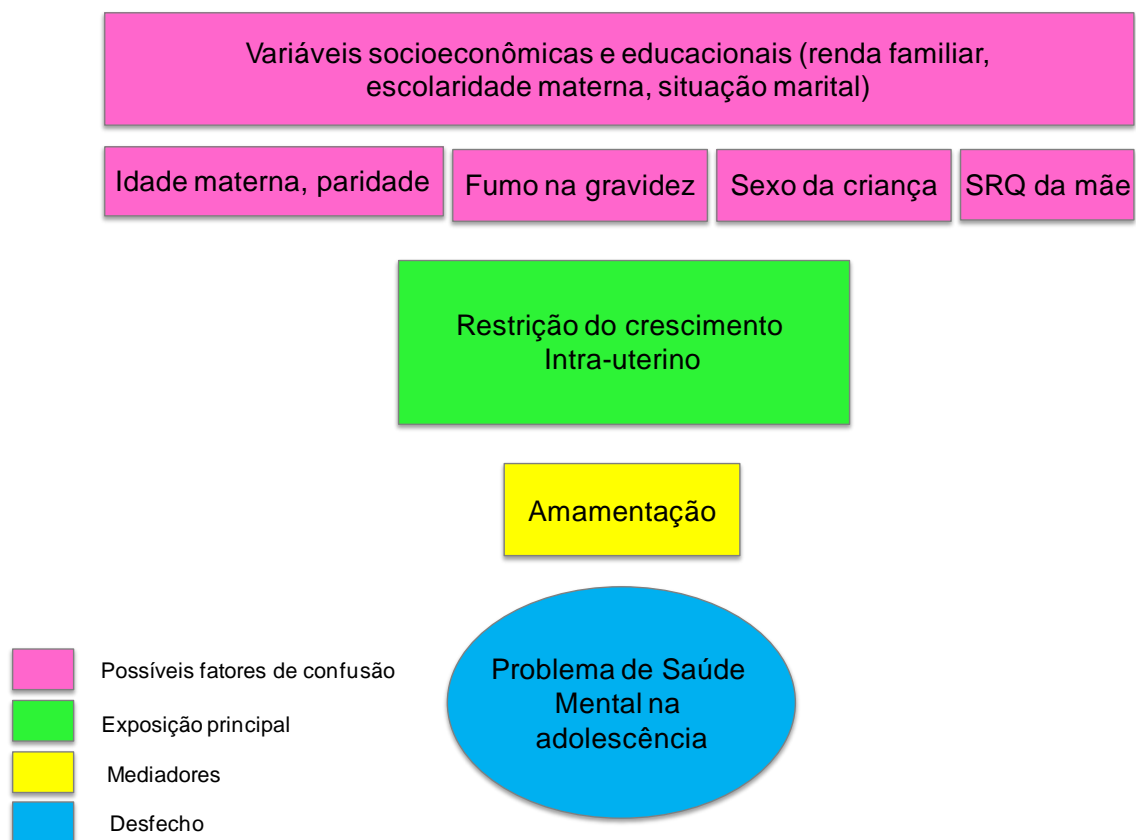 Variáveis socioeconômicas e educacionais (renda familiar,
escolaridade materna, situação marital)
Idade materna, paridade
Fumo na gravidez
Sexo da criança
SRQ da mãe
Restrição do crescimento
Intra-uterino
Amamentação
Problema de Saúde
Mental na
adolescência
Possíveis fatores de confusão
Exposição principal
Mediadores
Desfecho